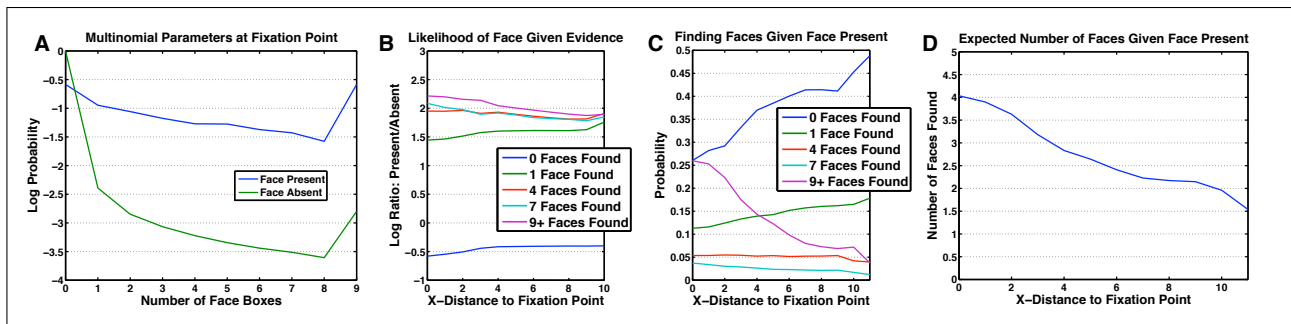 A
Multinomial Parameters at Fixation Point
0
−0.5
−1
−1.5
−2
−2.5
−3
−3.5
−4
Log Probability
Face Present
Face Absent
0 1 2 3 4 5 6 7 8 9
Number of Face Boxes
B
Likelihood of Face Given Evidence
3
2.5
2
1.5
1
0.5
0
−0.5
−1
Log Ratio: Present/Absent
0 Faces Found
1 Face Found
4 Faces Found
7 Faces Found
9+ Faces Found
0 2 4 6 8 10
X−Distance to Fixation Point
C
Finding Faces Given Face Present
0.5
0.45
0.4
0.35
0.3
0.25
0.2
0.15
0.1
0.05
0
Probability
0 Faces Found
1 Face Found
4 Faces Found
7 Faces Found
9+ Faces Found
0 2 4 6 8 10
X−Distance to Fixation Point
D
Expected Number of Faces Given Face Present
5
4.5
4
3.5
3
2.5
2
1.5
1
0.5
0
Number of Faces Found
0 2 4 6 8 10
X−Distance to Fixation Point